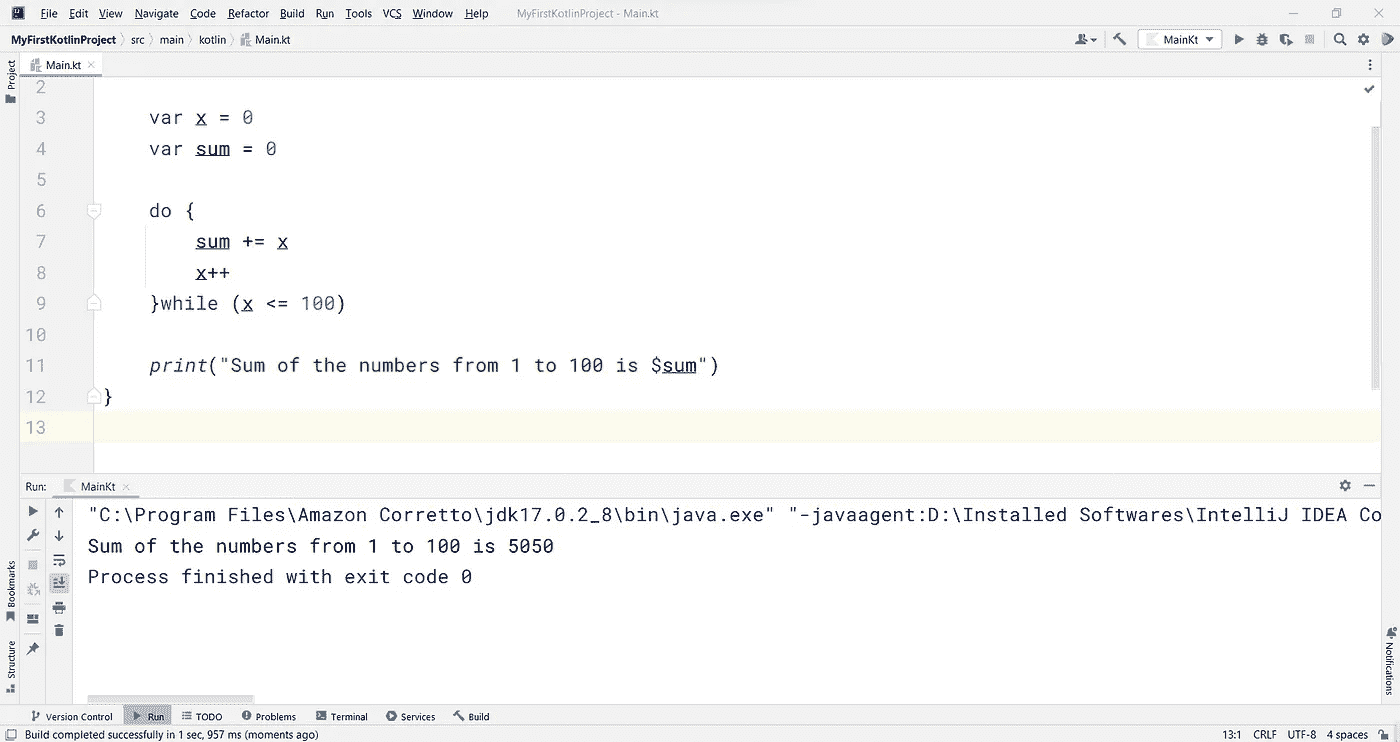 File Edit View Navigate Code Refactor Build Run Tools VCS Window Help MyFirstKotlinProject - Main.kt
MyFirstKotlinProject src main kotlin Main.kt MainKt
Project
Main.kt
2
3 var x = 0
4 var sum = 0
5
6 do {
7 sum += x
8 x++
9 }while (x <= 100)
10
11 print("Sum of the numbers from 1 to 100 is $sum")
12 }
13
Run: MainKt
"C:\Program Files\Amazon Corretto\jdk17.0.2_8\bin\java.exe" "-javaagent:D:\Installed Softwares\IntelliJ IDEA Co
Sum of the numbers from 1 to 100 is 5050
Process finished with exit code 0
Bookmarks
Structure
Notifications
Version Control Run TODO Problems Terminal Services Build
Build completed successfully in 1 sec, 957 ms (moments ago) 13:1 CRLF UTF-8 4 spaces